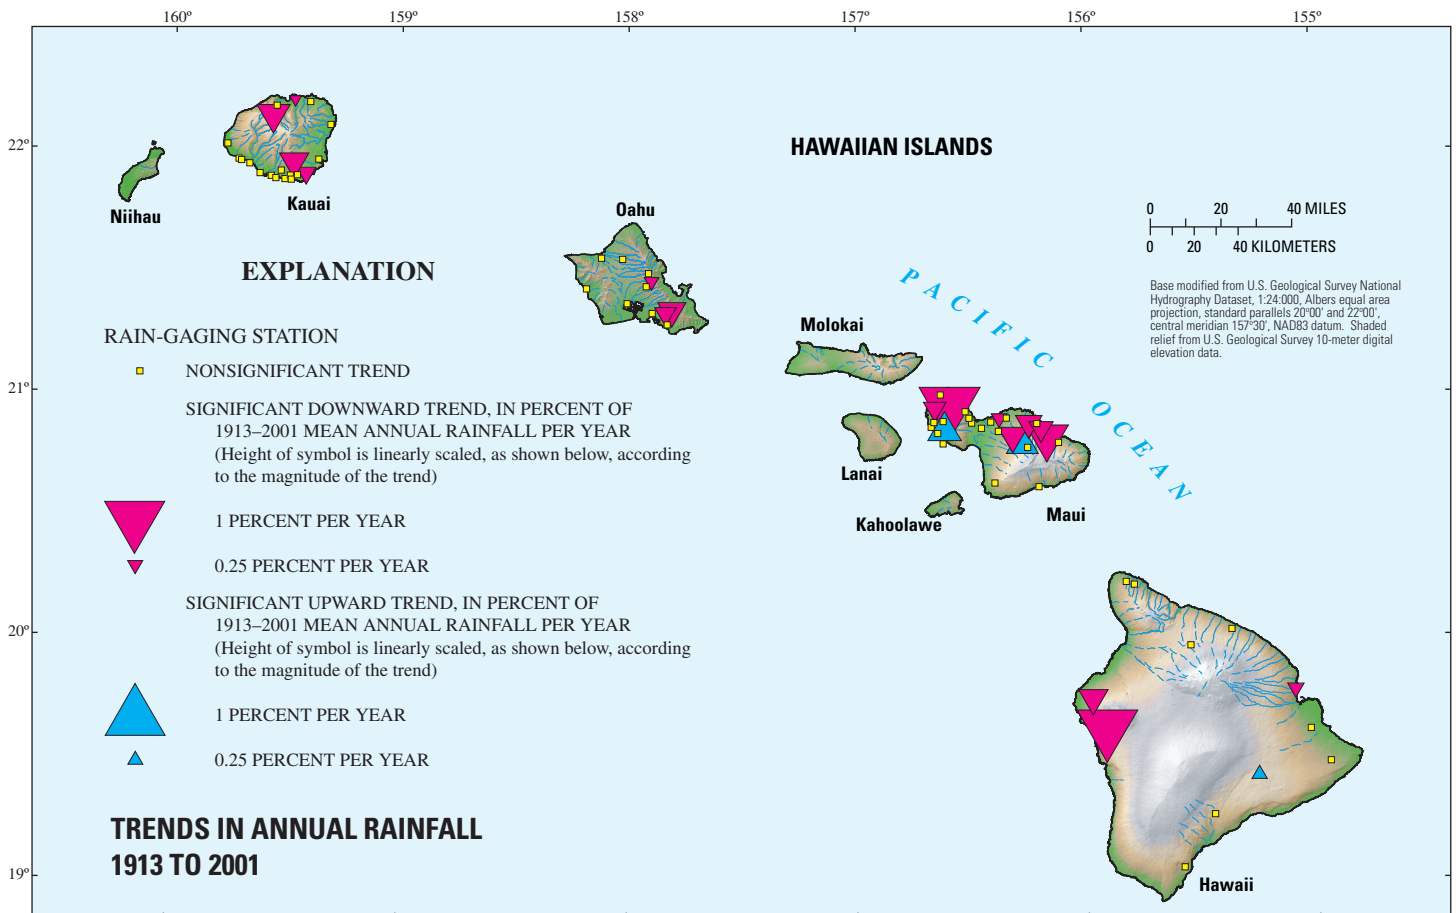 160º 159º 158º 157º 156º 155º
22º
21º
20º
19º
HAWAIIAN ISLANDS
Niihau
Kauai
Oahu
Molokai
Lanai
Kahoolawe
Maui
Hawaii
PACIFIC OCEAN
0 20 40 MILES
0 20 40 KILOMETERS
Base modified from U.S. Geological Survey National
Hydrography Dataset, 1:24:000, Albers equal area
projection, standard parallels 20º00' and 22º00',
central meridian 157º30', NAD83 datum. Shaded
relief from U.S. Geological Survey 10-meter digital
elevation data.
EXPLANATION
RAIN-GAGING STATION
NONSIGNIFICANT TREND
SIGNIFICANT DOWNWARD TREND, IN PERCENT OF
1913–2001 MEAN ANNUAL RAINFALL PER YEAR
(Height of symbol is linearly scaled, as shown below, according
to the magnitude of the trend)
1 PERCENT PER YEAR
0.25 PERCENT PER YEAR
SIGNIFICANT UPWARD TREND, IN PERCENT OF
1913–2001 MEAN ANNUAL RAINFALL PER YEAR
(Height of symbol is linearly scaled, as shown below, according
to the magnitude of the trend)
1 PERCENT PER YEAR
0.25 PERCENT PER YEAR
TRENDS IN ANNUAL RAINFALL
1913 TO 2001